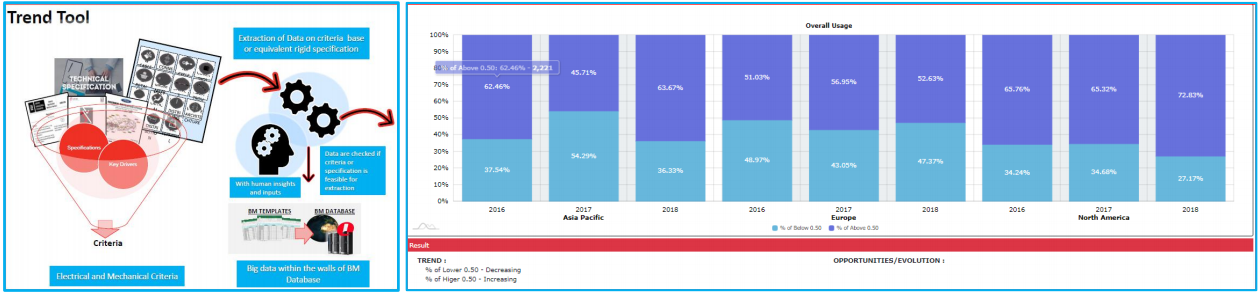 Trend Tool
Extraction of Data on criteria base
or equivalent rigid specification
TECHNICAL
SPECIFICATION
Specifications
Key Drivers
Data are checked if
criteria or
specification is
feasible for
extraction
With human insights
and inputs
BM TEMPLATES
BM DATABASE
Criteria
Electrical and Mechanical Criteria
Big data within the walls of BM
Database
Overall Usage
100%
90%
80%
70%
60%
50%
40%
30%
20%
10%
0%
% of Above 0.50: 62.46% - 2,221
62.46%
45.71%
63.67%
51.03%
56.95%
52.63%
65.76%
65.32%
72.83%
37.54%
54.29%
36.33%
48.97%
43.05%
47.37%
34.24%
34.68%
27.17%
2016
2017
2018
2016
2017
2018
2016
2017
2018
Asia Pacific
Europe
North America
% of Below 0.50
% of Above 0.50
Result
TREND :
% of Lower 0.50 - Decreasing
% of Higer 0.50 - Increasing
OPPORTUNITIES/EVOLUTION :